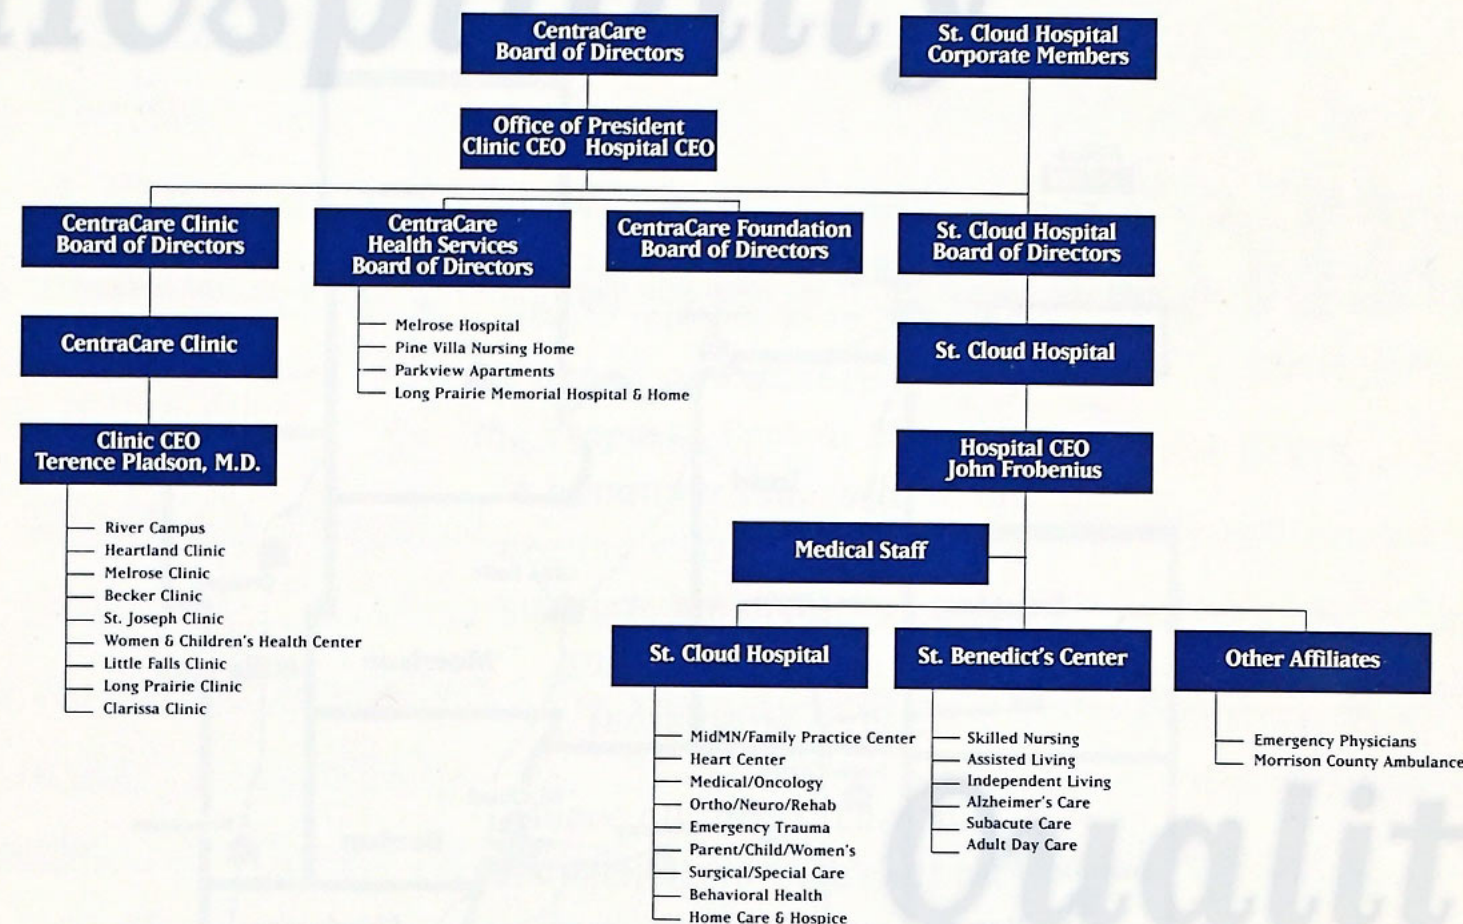 CentraCare
Board of Directors
St. Cloud Hospital
Corporate Members
Office of President
Clinic CEO Hospital CEO
CentraCare Clinic
Board of Directors
CentraCare
Health Services
Board of Directors
CentraCare Foundation
Board of Directors
St. Cloud Hospital
Board of Directors
Melrose Hospital
Pine Villa Nursing Home
Parkview Apartments
Long Prairie Memorial Hospital & Home
CentraCare Clinic
St. Cloud Hospital
Clinic CEO
Terence Pladson, M.D.
Hospital CEO
John Frobenius
River Campus
Heartland Clinic
Melrose Clinic
Becker Clinic
St. Joseph Clinic
Women & Children's Health Center
Little Falls Clinic
Long Prairie Clinic
Clarissa Clinic
Medical Staff
St. Cloud Hospital
St. Benedict's Center
Other Affiliates
MidMN/Family Practice Center
Heart Center
Medical/Oncology
Ortho/Neuro/Rehab
Emergency Trauma
Parent/Child/Women's
Surgical/Special Care
Behavioral Health
Home Care & Hospice
Skilled Nursing
Assisted Living
Independent Living
Alzheimer's Care
Subacute Care
Adult Day Care
Emergency Physicians
Morrison County Ambulance